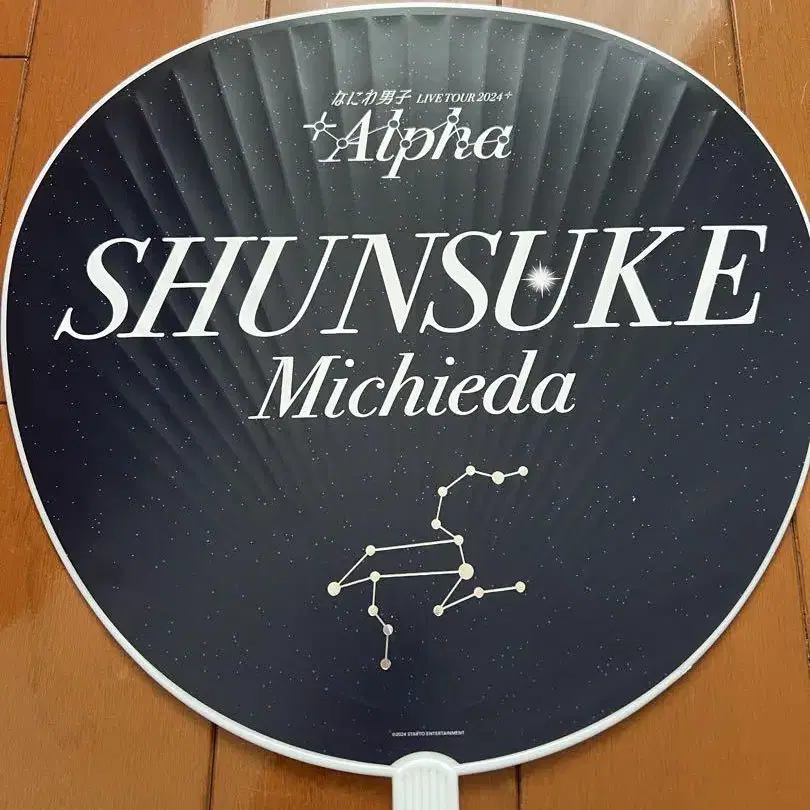 なにわ男子 LIVE TOUR 2024+
+Alpha
SHUNSUKE
Michieda
©2024 STARTO ENTERTAINMENT